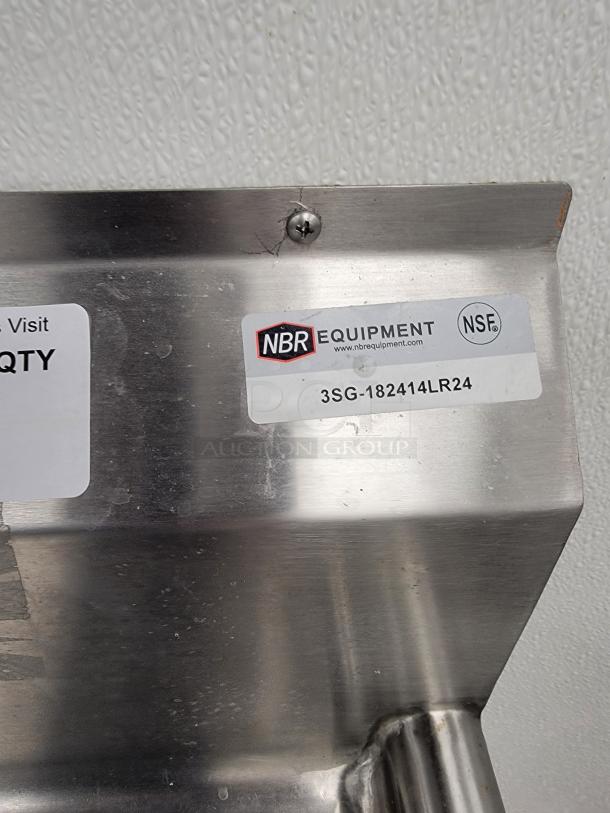 s Visit
QTY
NBR EQUIPMENT
www.nbrequipment.com
NSF®
3SG-182414LR24
AUCTION GROUP